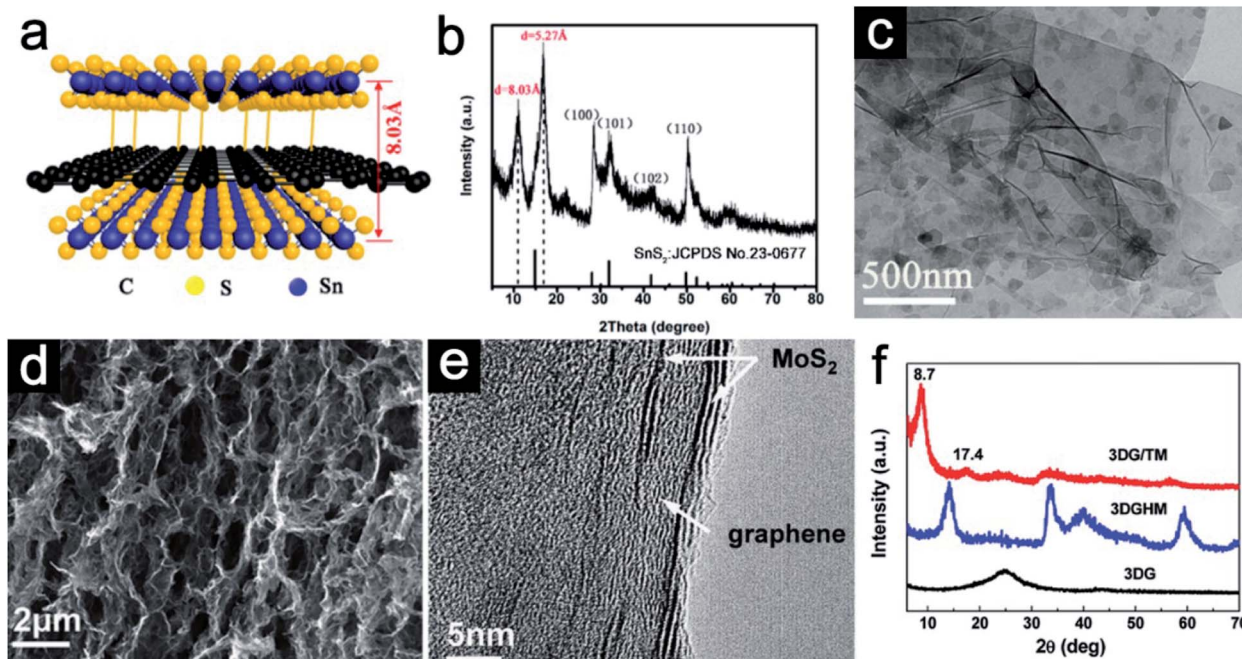 a
8.03Å
C S Sn
b
d=5.27Å
d=8.03Å
(100)
(101)
(102)
(110)
SnS₂:JCPDS No.23-0677
Intensity (a.u.)
10 20 30 40 50 60 70 80
2Theta (degree)
c
500nm
d
2μm
e
MoS₂
graphene
5nm
f
8.7
17.4
3DG/TM
3DGHM
3DG
Intensity (a.u.)
10 20 30 40 50 60 70
2θ (deg)